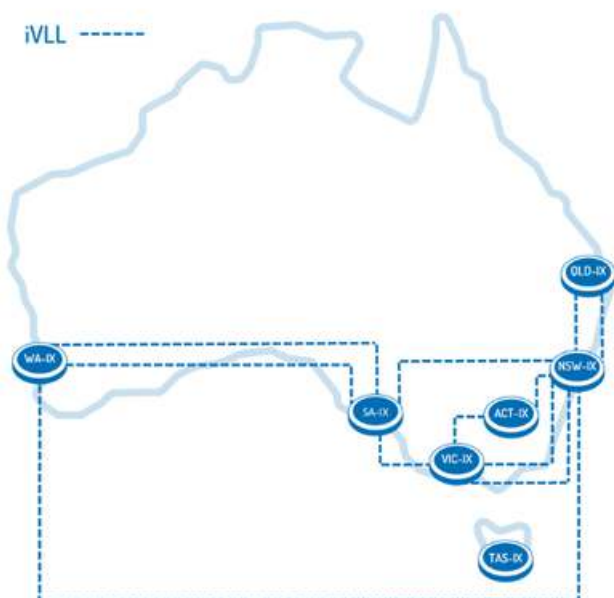 iVLL
QLD-IX
WA-IX
NSW-IX
SA-IX
ACT-IX
VIC-IX
TAS-IX